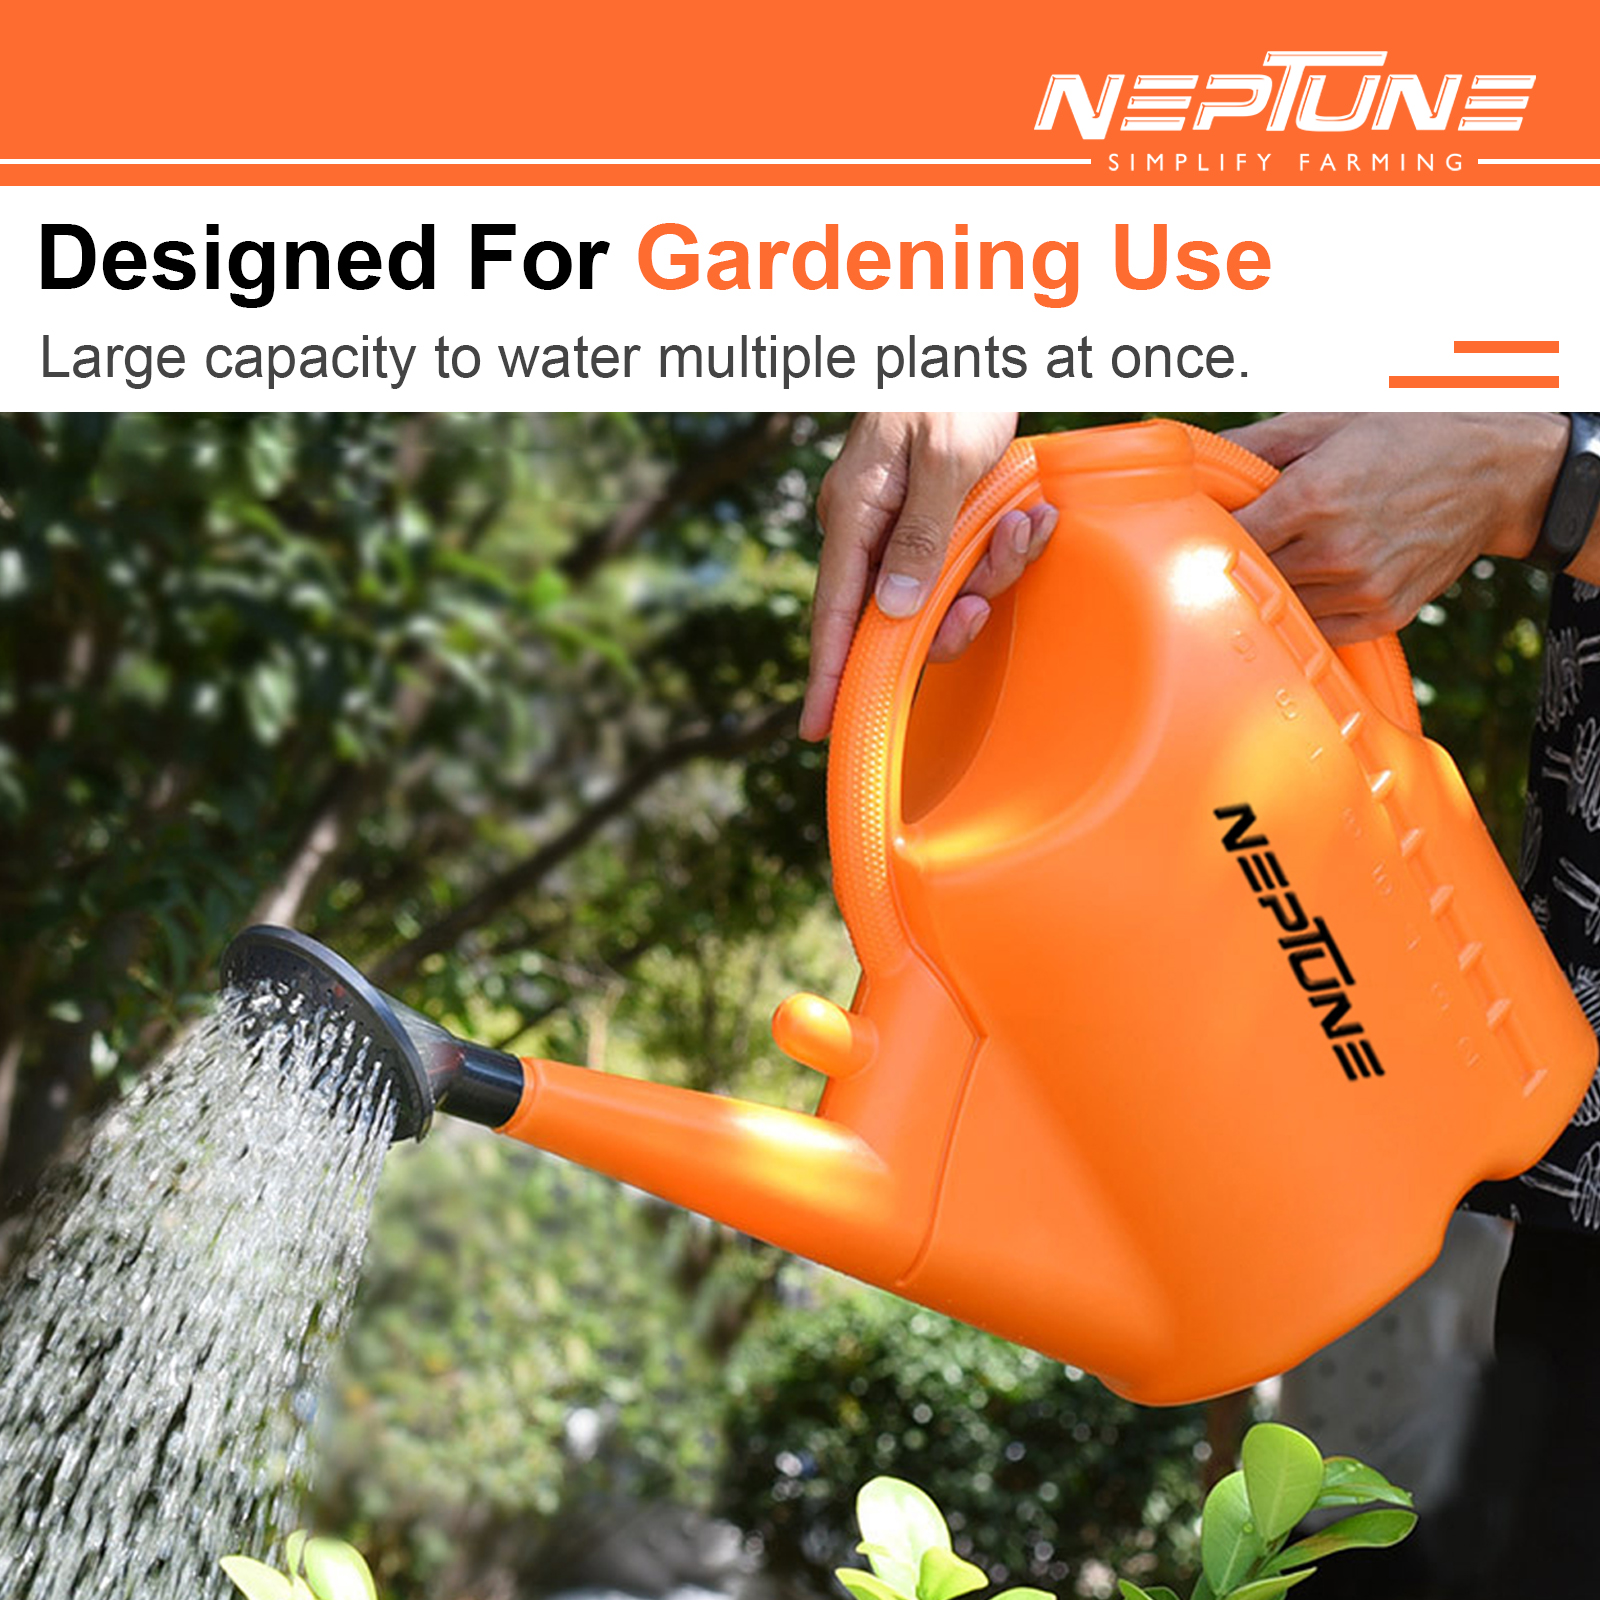 NEPTUNE
SIMPLIFY FARMING
Designed For Gardening Use
Large capacity to water multiple plants at once.
NEPTUNE